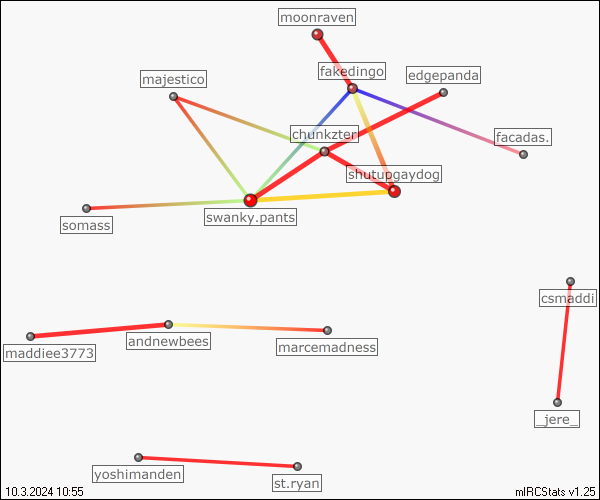 moonraven
fakedingo
majestico
edgepanda
chunkzter
facadas.
shutupgaydog
swanky.pants
somass
csmaddi
andnewbees
maddiee3773
marcemadness
_jere_
yoshimanden
st.ryan
10.3.2024 10:55
mIRCStats v1.25